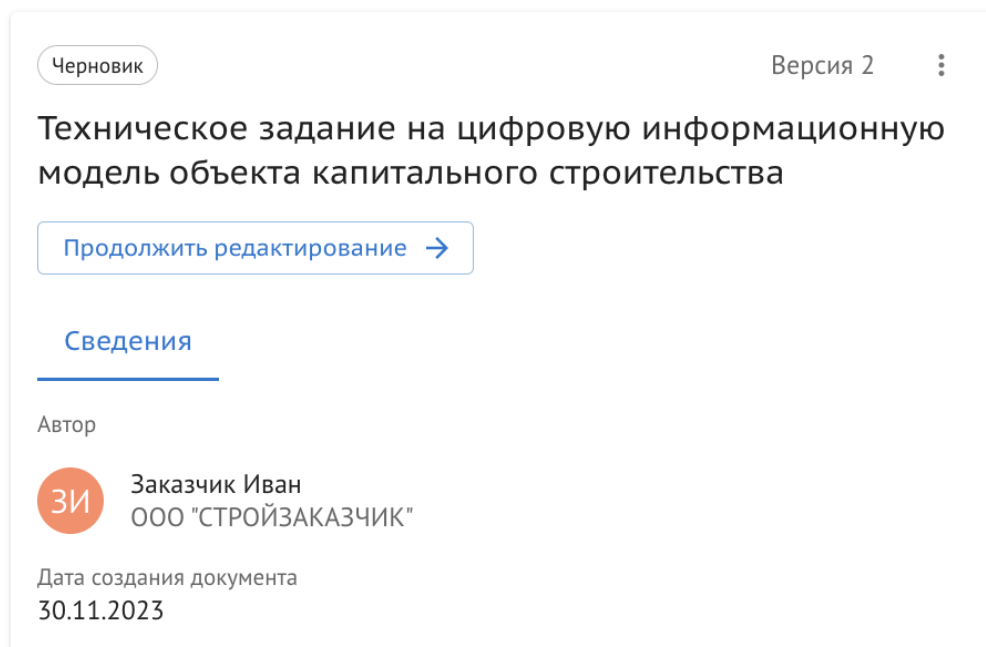 Черновик
Версия 2
Техническое задание на цифровую информационную
модель объекта капитального строительства
Продолжить редактирование →
Сведения
Автор
ЗИ
Заказчик Иван
ООО "СТРОЙЗАКАЗЧИК"
Дата создания документа
30.11.2023